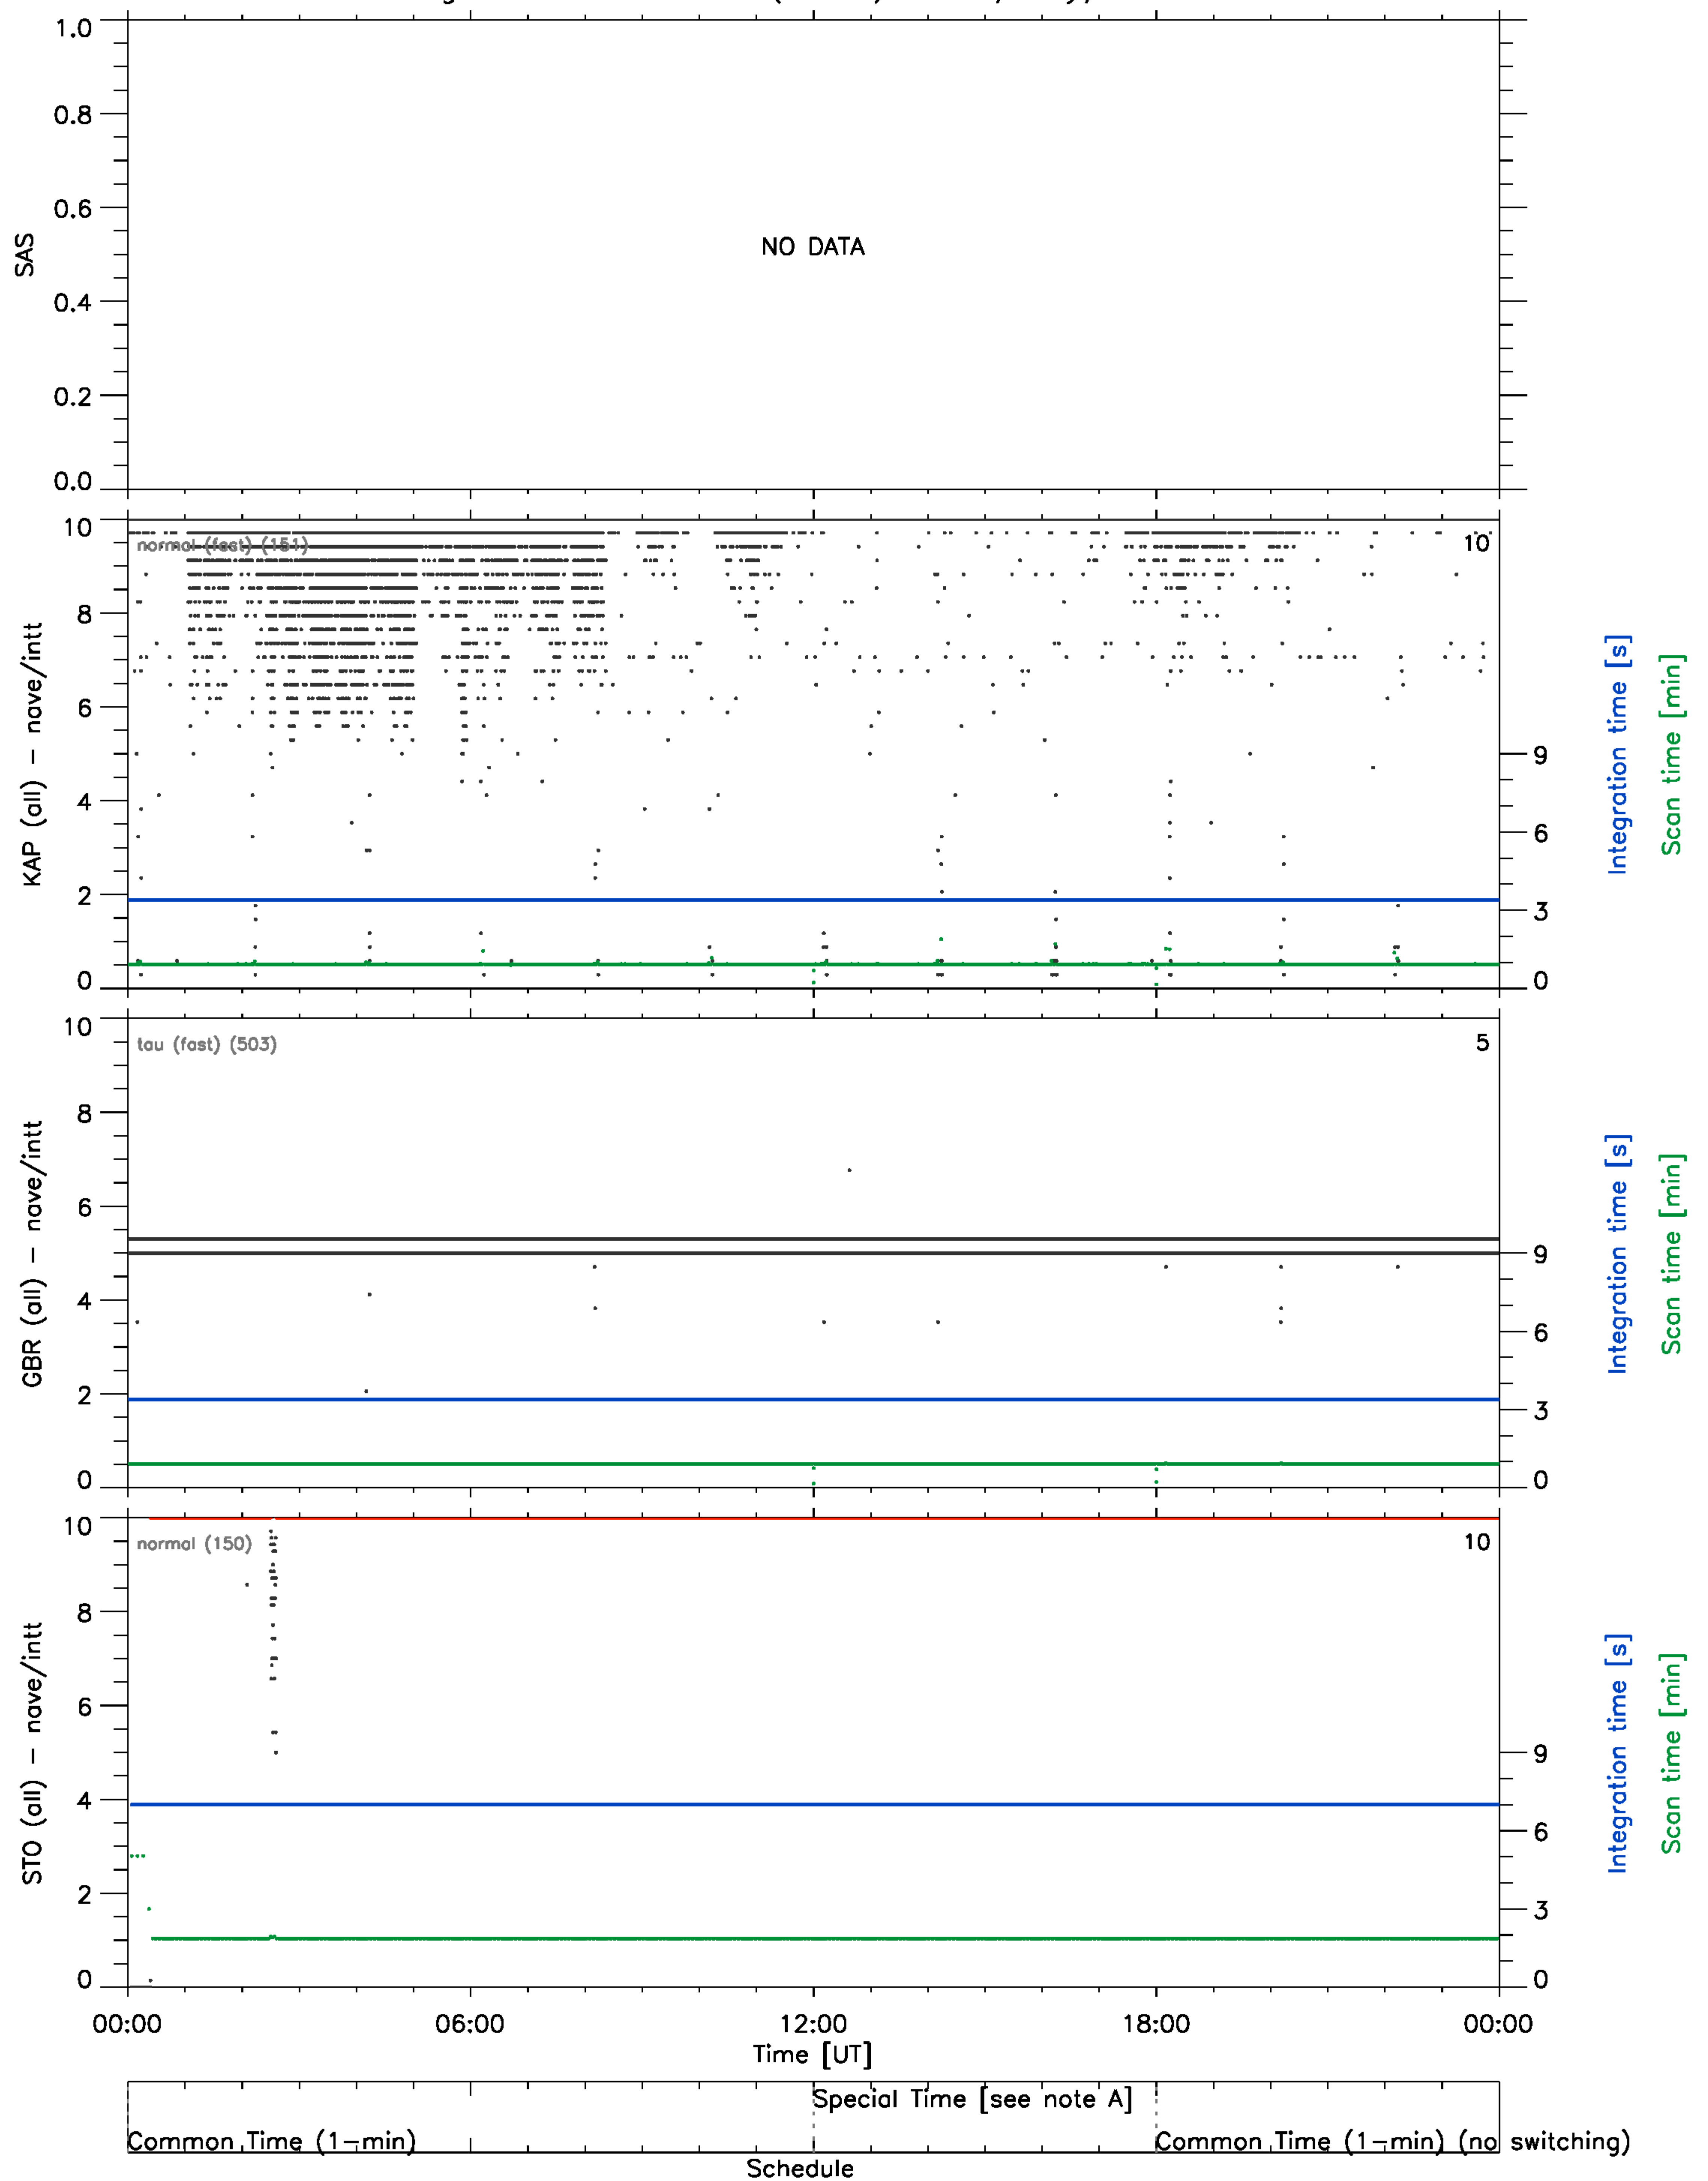 1.0
0.8
0.6
0.4
0.2
0.0
SAS
NO DATA
10
8
6
4
2
0
KAP (all) - nave/intt
normal (fast) (151)
10
9
6
3
0
Integration time [s]
Scan time [min]
10
8
6
4
2
0
GBR (all) - nave/intt
tau (fast) (503)
5
9
6
3
0
Integration time [s]
Scan time [min]
10
8
6
4
2
0
STO (all) - nave/intt
normal (150)
10
9
6
3
0
Integration time [s]
Scan time [min]
00:00 06:00 12:00 18:00 00:00
Time [UT]
Special Time [see note A]
Common Time (1-min) Common Time (1-min) (no switching)
Schedule